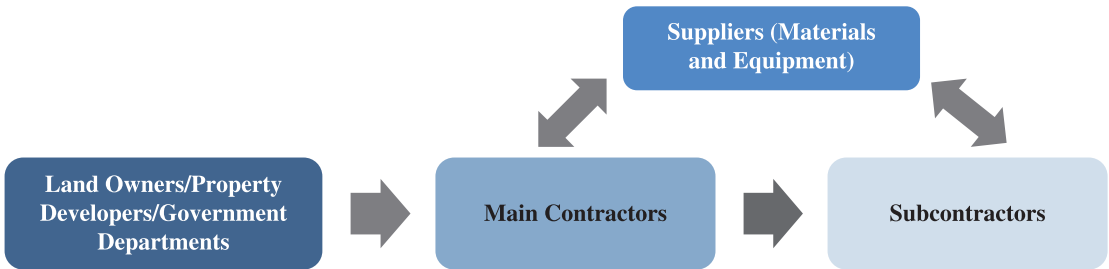 Suppliers (Materials
and Equipment)
Land Owners/Property
Developers/Government
Departments
Main Contractors
Subcontractors